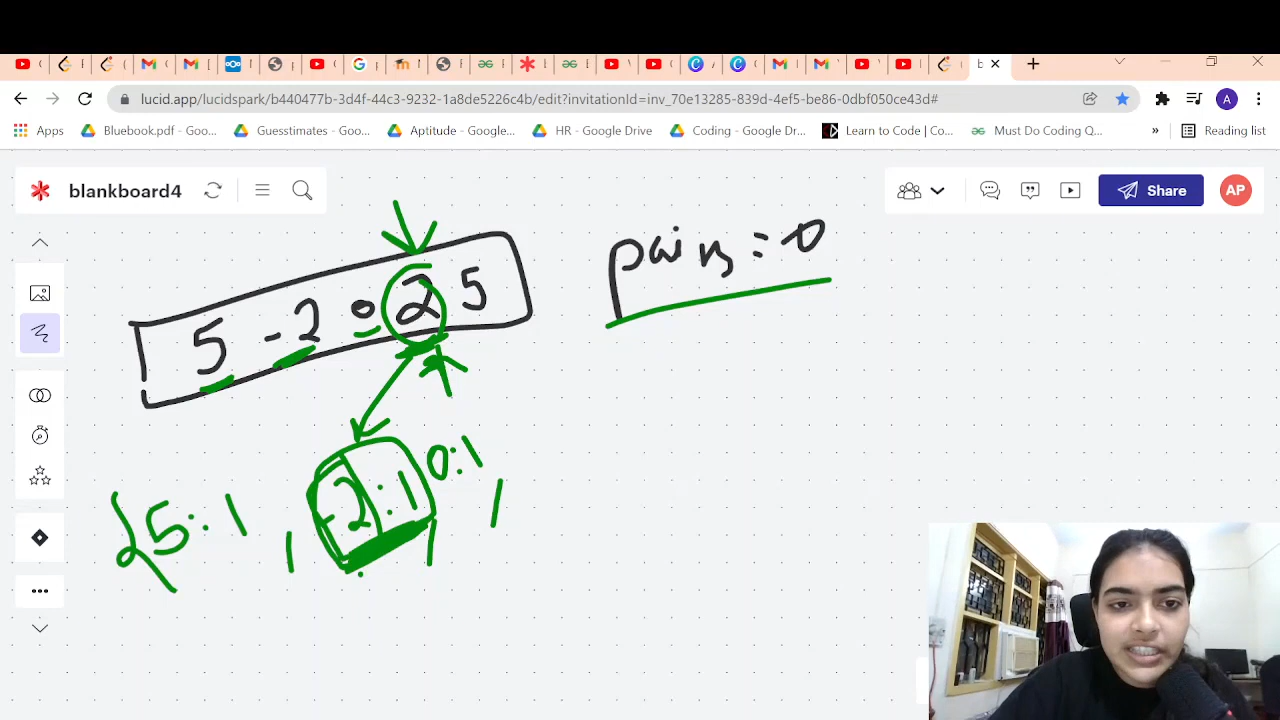 lucid.app/lucidspark/b440477b-3d4f-44c3-9232-1a8de5226c4b/edit?invitationId=inv_70e13285-839d-4ef5-be86-0dbf050ce43d#
A
Apps Bluebook.pdf - Goo... Guesstimates - Goo... Aptitude - Google... HR - Google Drive Coding - Google Dr... Learn to Code | Co... Must Do Coding Q... » Reading list
blankboard4 Share AP
pairs = 0
5 -2 0 2 5
{5:1 , -2:1 , 0:1 ,